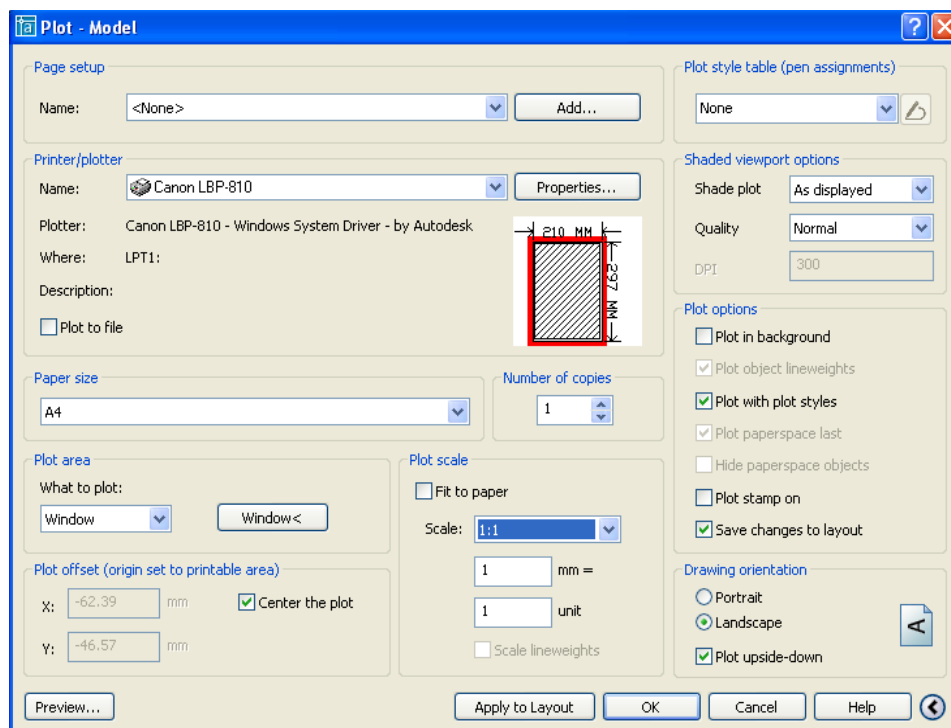 Plot - Model
Page setup
Name: <None> Add...
Plot style table (pen assignments)
None
Printer/plotter
Name: Canon LBP-810 Properties...
Plotter: Canon LBP-810 - Windows System Driver - by Autodesk
Where: LPT1:
Description:
Plot to file
210 MM
297 MM
Shaded viewport options
Shade plot As displayed
Quality Normal
DPI 300
Paper size
A4
Number of copies
1
Plot options
Plot in background
Plot object lineweights
Plot with plot styles
Plot paperspace last
Hide paperspace objects
Plot stamp on
Save changes to layout
Plot area
What to plot:
Window Window<
Plot scale
Fit to paper
Scale: 1:1
1 mm =
1 unit
Scale lineweights
Plot offset (origin set to printable area)
X: -62.39 mm Center the plot
Y: -46.57 mm
Drawing orientation
Portrait
Landscape
Plot upside-down
A
Preview... Apply to Layout OK Cancel Help